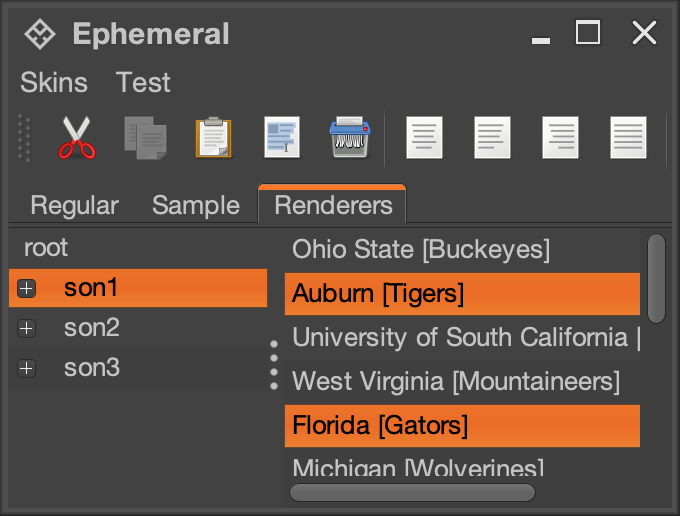 Ephemeral
Skins Test
Regular Sample Renderers
root
son1
son2
son3
Ohio State [Buckeyes]
Auburn [Tigers]
University of South California [
West Virginia [Mountaineers]
Florida [Gators]
Michigan [Wolverines]